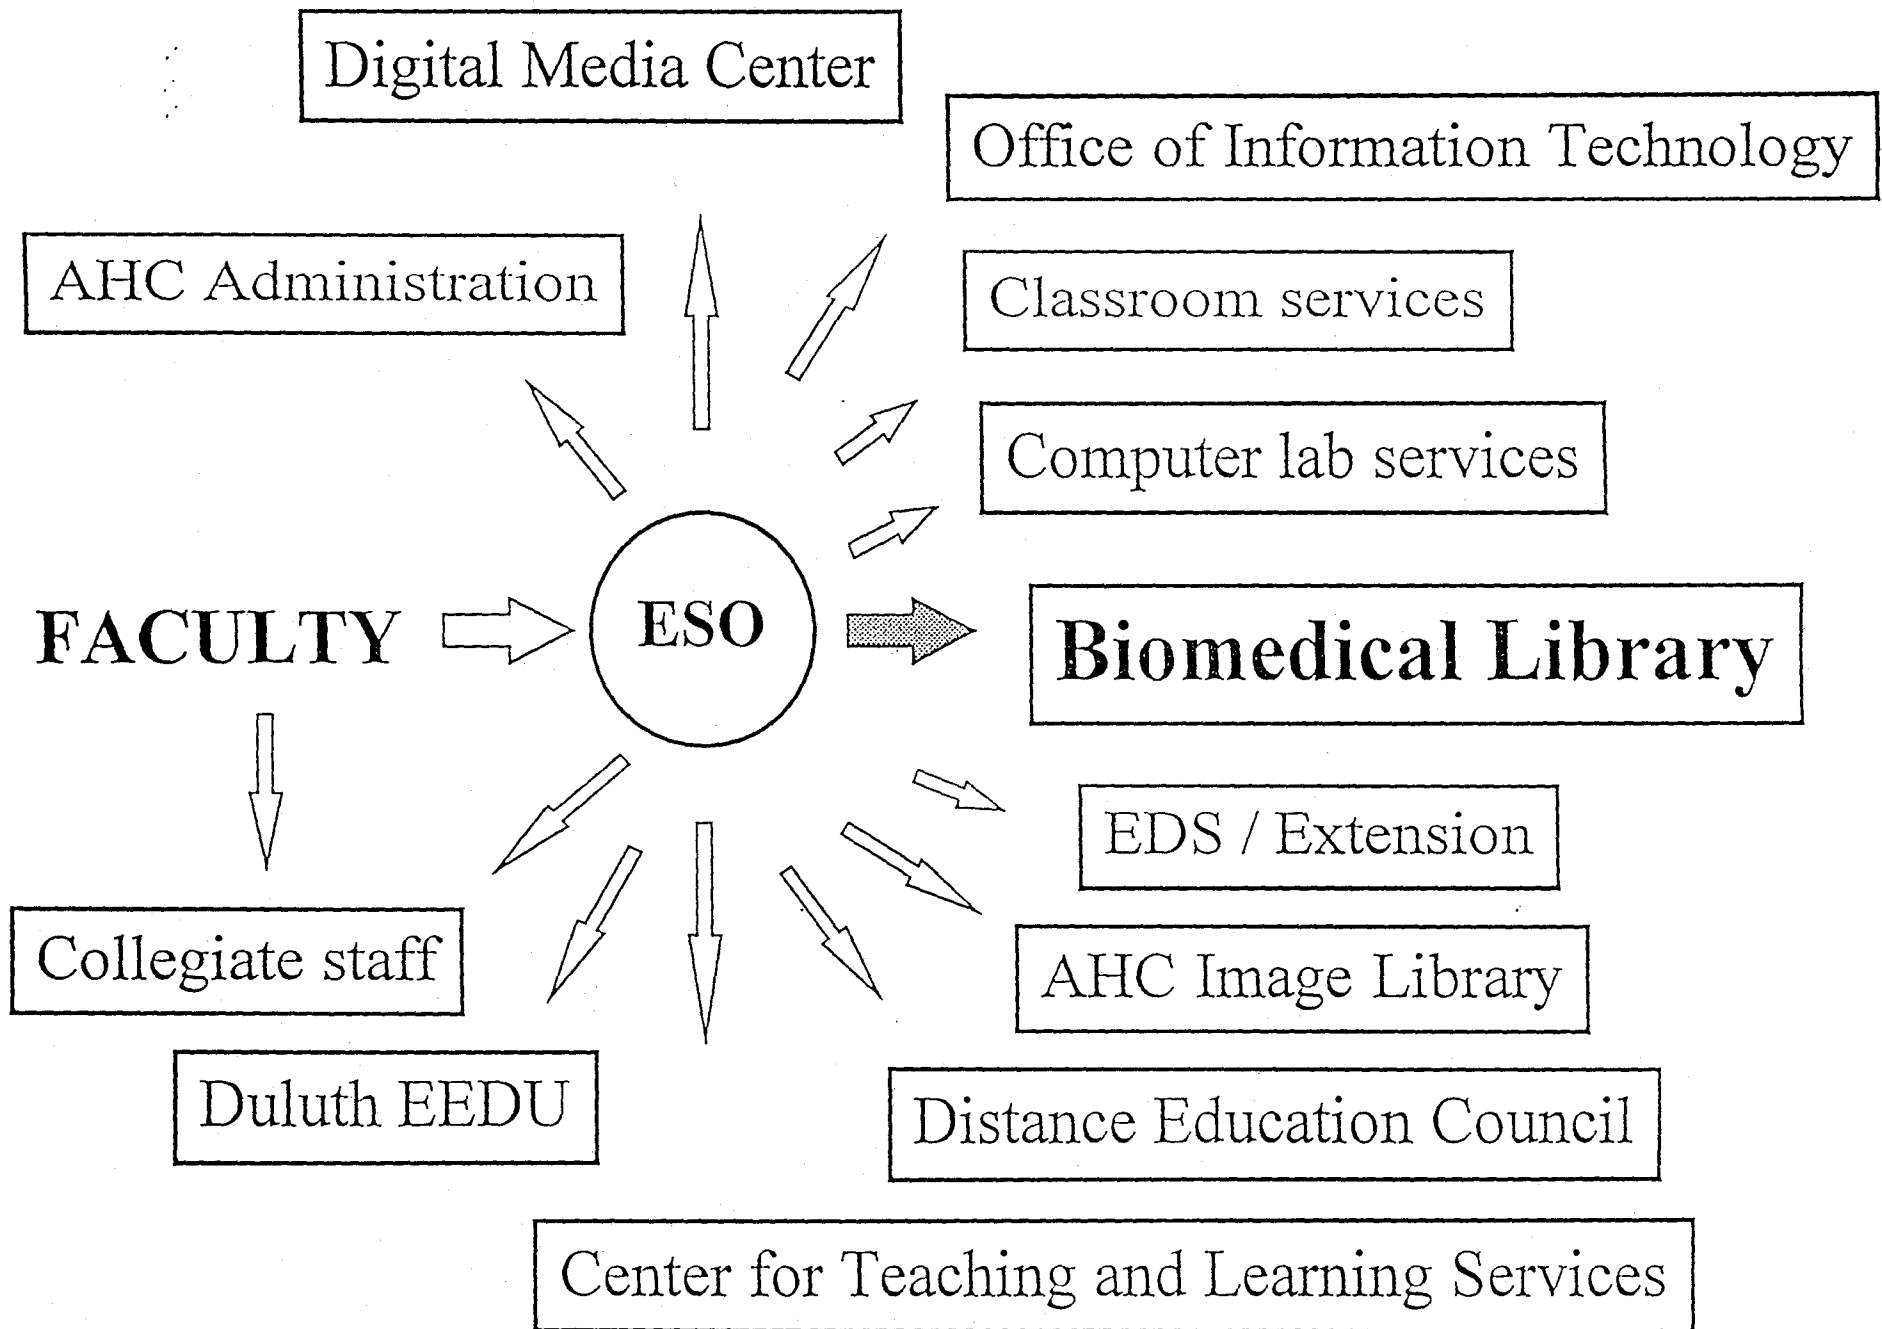 Digital Media Center
Office of Information Technology
AHC Administration
Classroom services
Computer lab services
FACULTY
ESO
Biomedical Library
EDS / Extension
Collegiate staff
AHC Image Library
Duluth EEDU
Distance Education Council
Center for Teaching and Learning Services